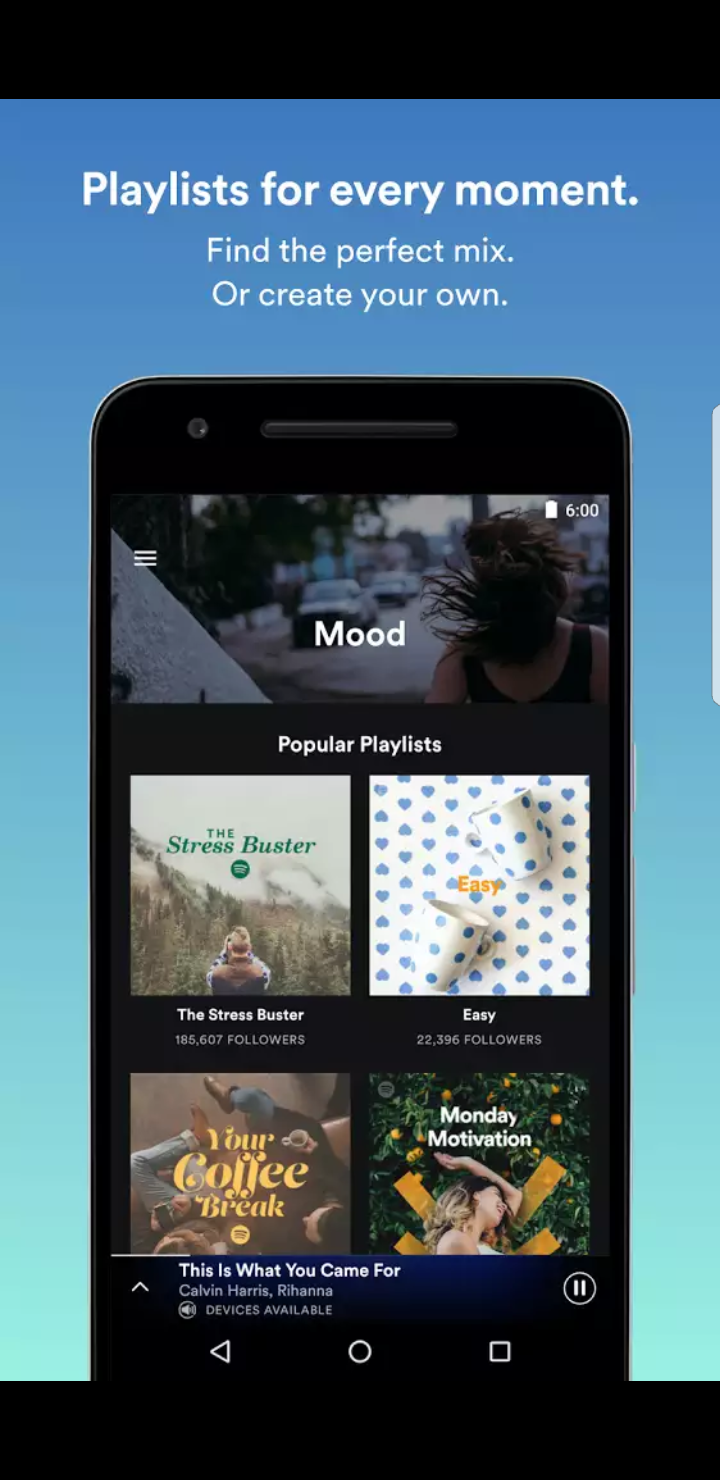 Playlists for every moment.
Find the perfect mix.
Or create your own.
6:00
Mood
Popular Playlists
THE
Stress Buster
Easy
The Stress Buster
185,607 FOLLOWERS
Easy
22,396 FOLLOWERS
Your
Coffee
Break
Monday
Motivation
This Is What You Came For
Calvin Harris, Rihanna
DEVICES AVAILABLE